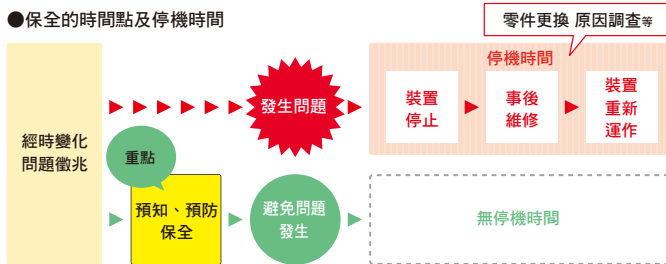 ●保全的時間點及停機時間
零件更換 原因調查等
停機時間
經時變化
問題徵兆
發生問題
裝置
停止
事後
維修
裝置
重新
運作
重點
預知、預防
保全
避免問題
發生
無停機時間